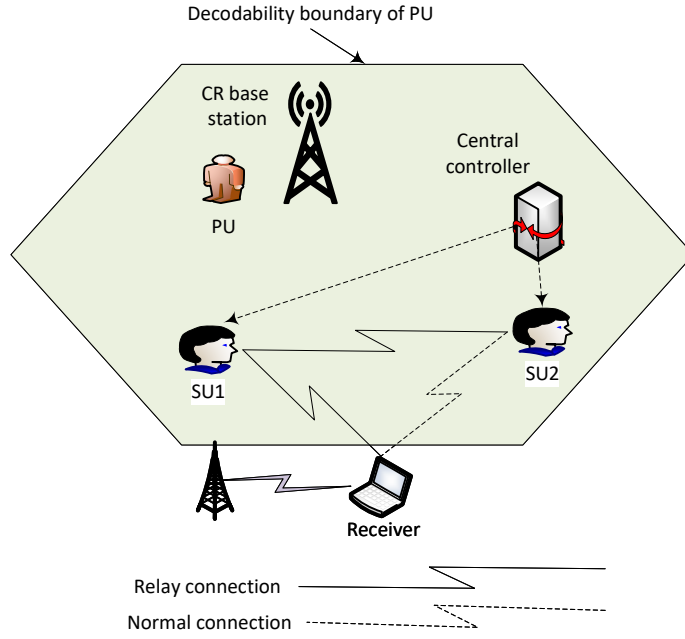 Decodability boundary of PU
CR base
station
Central
controller
PU
SU1
SU2
Receiver
Relay connection
Normal connection